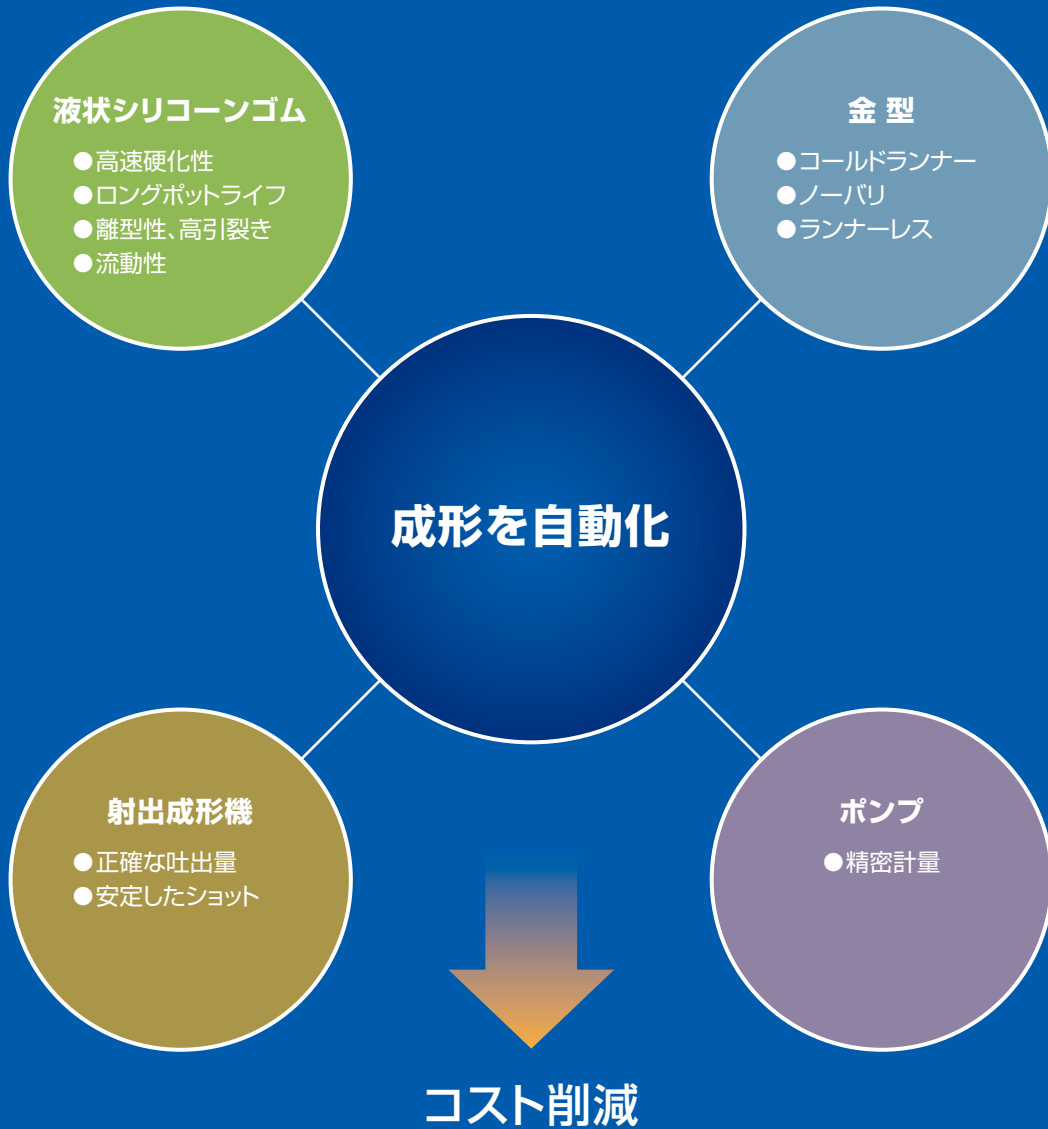 液状シリコーンゴム
●高速硬化性
●ロングポットライフ
●離型性、高引裂き
●流動性
金 型
●コールドランナー
●ノーバリ
●ランナーレス
成形を自動化
射出成形機
●正確な吐出量
●安定したショット
ポンプ
●精密計量
コスト削減